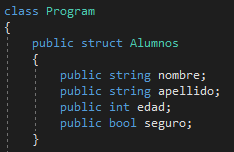 class Program
{
public struct Alumnos
{
public string nombre;
public string apellido;
public int edad;
public bool seguro;
}